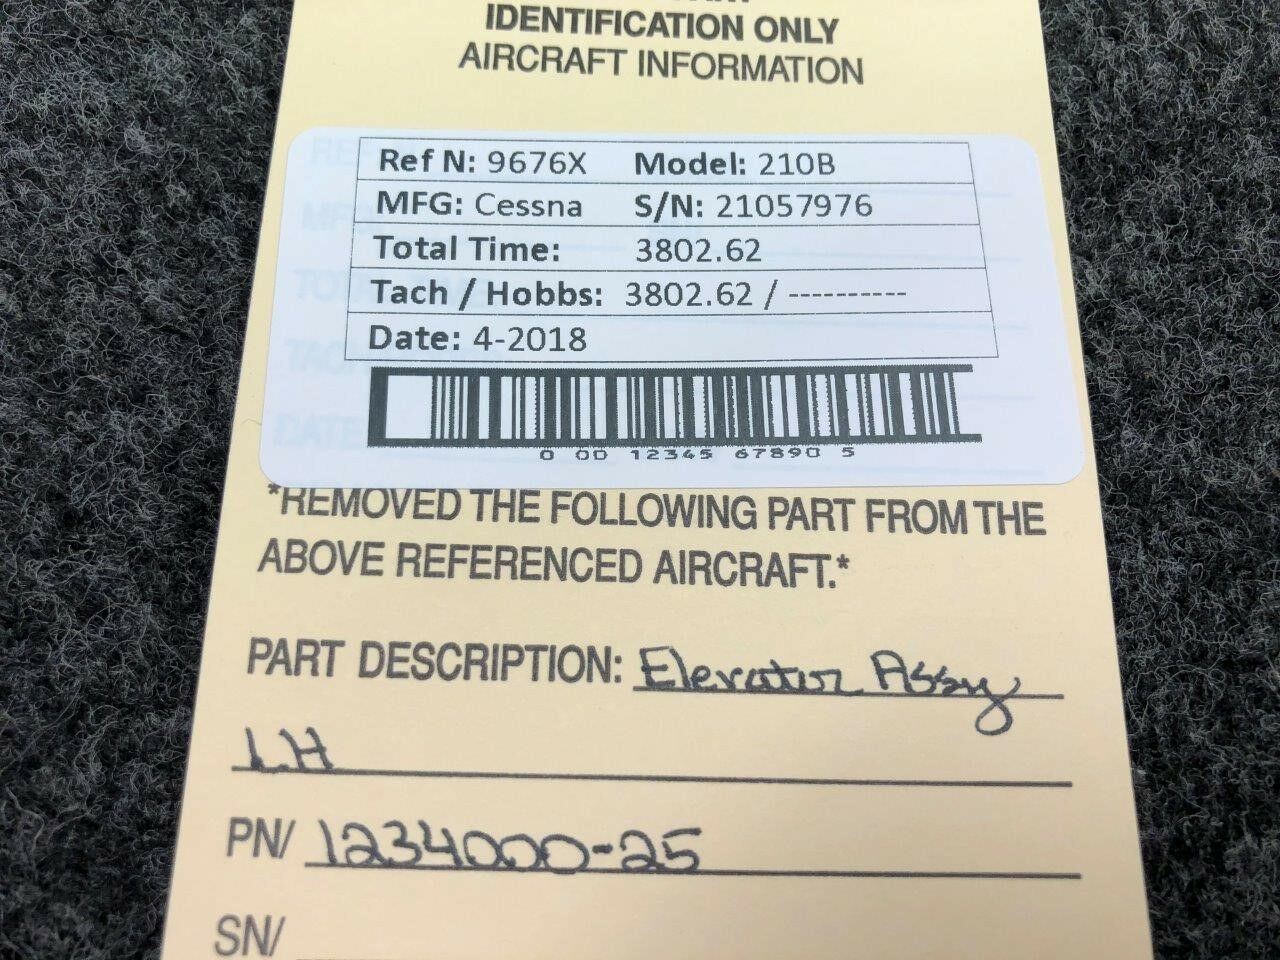 IDENTIFICATION ONLY
AIRCRAFT INFORMATION
Ref N: 9676X Model: 210B
MFG: Cessna S/N: 21057976
Total Time: 3802.62
Tach / Hobbs: 3802.62 / ----------
Date: 4-2018
0 00 12345 67890 5
*REMOVED THE FOLLOWING PART FROM THE
ABOVE REFERENCED AIRCRAFT.*
PART DESCRIPTION: Elevator Assy
LH
PN/ 1234000-25
SN/